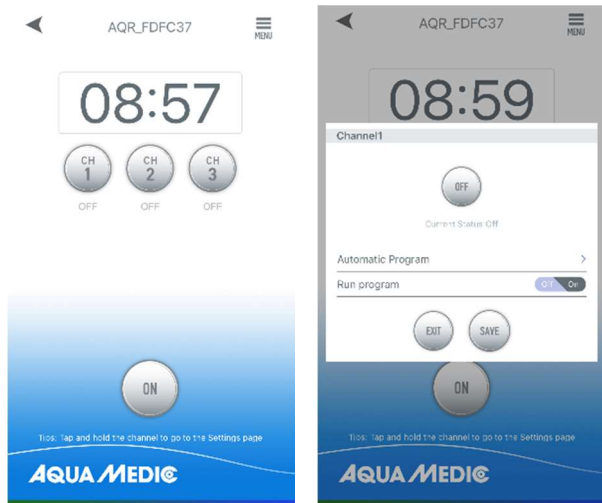 AQR_FDFC37
MENU
08:57
CH
1
CH
2
CH
3
OFF
OFF
OFF
ON
Tips: Tap and hold the channel to go to the Settings page
AQUA MEDIC
AQR_FDFC37
MENU
08:59
Channel1
OFF
Current Status:Off
Automatic Program
Run program
Off
On
EXIT
SAVE
ON
Tips: Tap and hold the channel to go to the Settings page
AQUA MEDIC